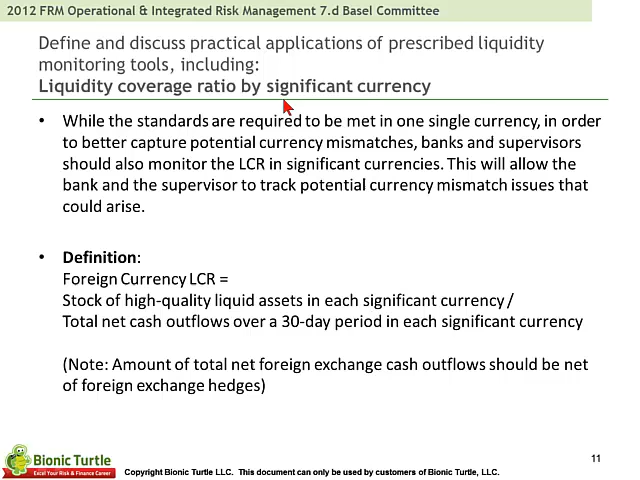 2012 FRM Operational & Integrated Risk Management 7.d Basel Committee
Define and discuss practical applications of prescribed liquidity
monitoring tools, including:
Liquidity coverage ratio by significant currency
• While the standards are required to be met in one single currency, in order
to better capture potential currency mismatches, banks and supervisors
should also monitor the LCR in significant currencies. This will allow the
bank and the supervisor to track potential currency mismatch issues that
could arise.
• Definition:
Foreign Currency LCR =
Stock of high-quality liquid assets in each significant currency /
Total net cash outflows over a 30-day period in each significant currency
(Note: Amount of total net foreign exchange cash outflows should be net
of foreign exchange hedges)
11
Bionic Turtle
Excel Your Risk & Finance Career
Copyright Bionic Turtle LLC. This document can only be used by customers of Bionic Turtle, LLC.